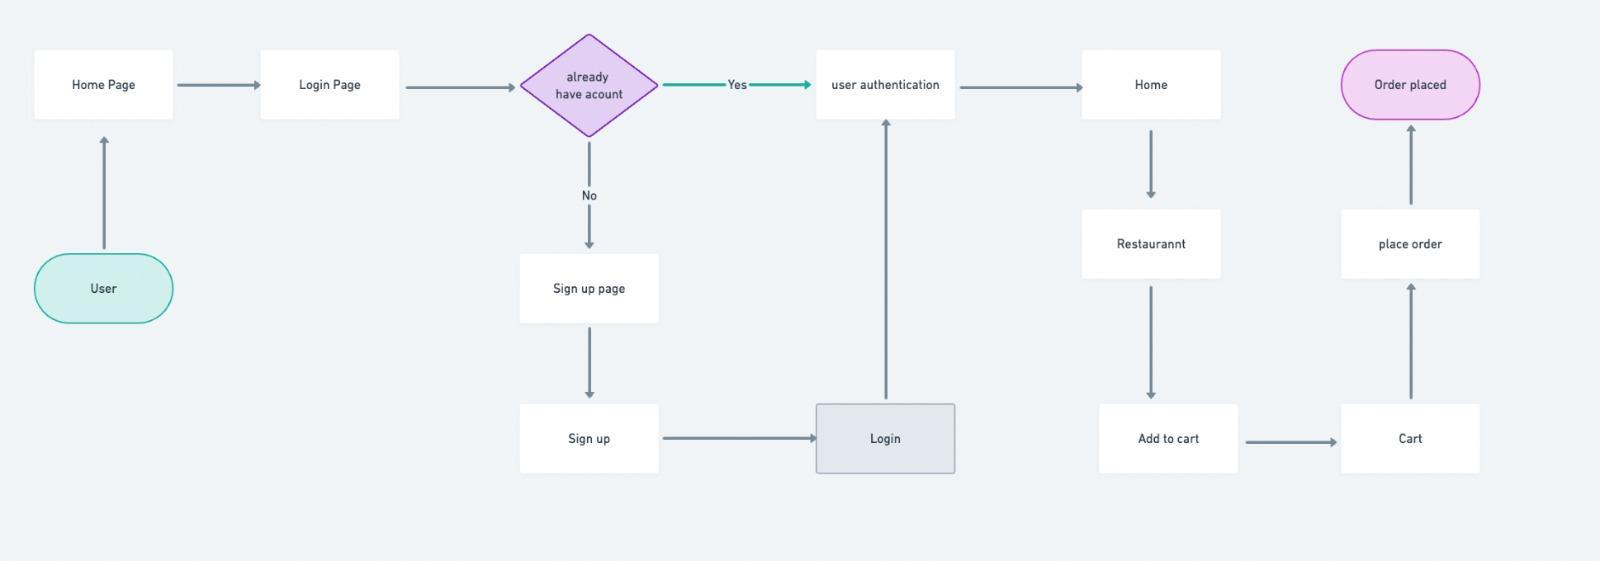 Home Page
Login Page
already
have acount
Yes
user authentication
Home
Order placed
No
User
Sign up page
Restaurannt
place order
Sign up
Login
Add to cart
Cart